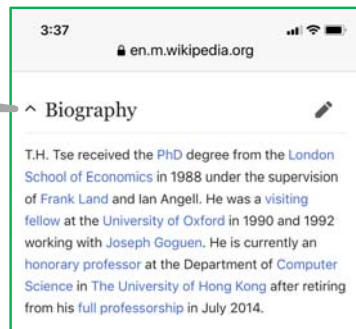 3:37
en.m.wikipedia.org
Biography
T.H. Tse received the PhD degree from the London
School of Economics in 1988 under the supervision
of Frank Land and Ian Angell. He was a visiting
fellow at the University of Oxford in 1990 and 1992
working with Joseph Goguen. He is currently an
honorary professor at the Department of Computer
Science in The University of Hong Kong after retiring
from his full professorship in July 2014.